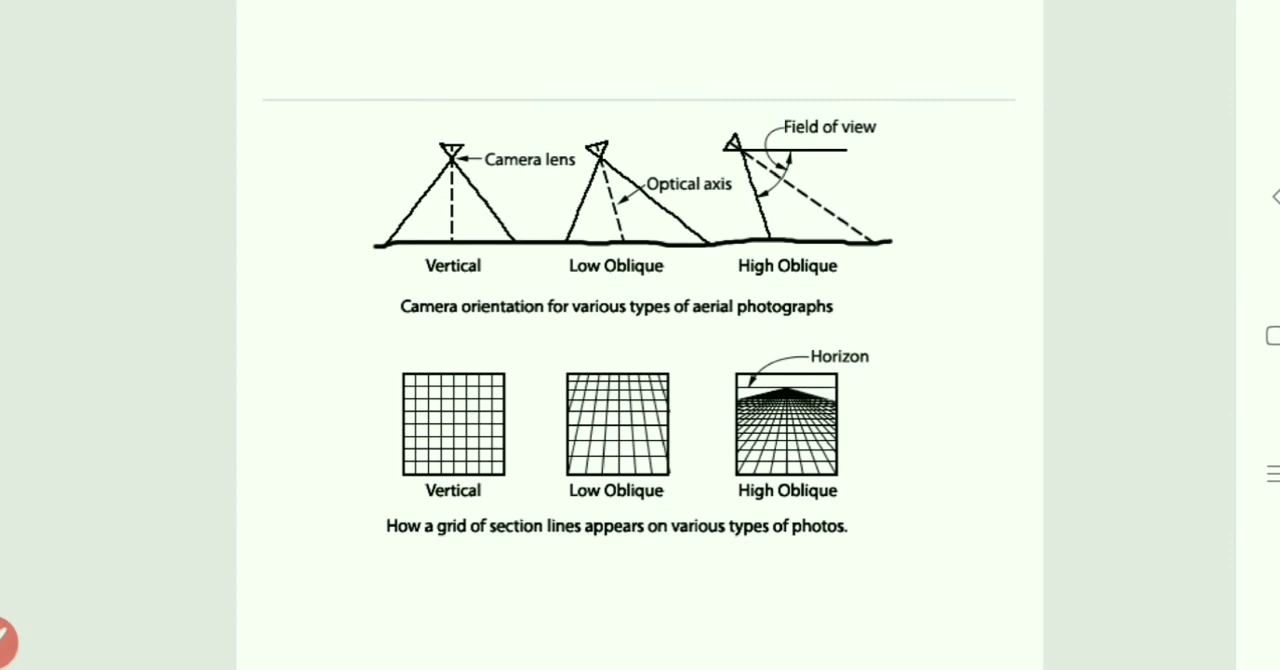 Field of view
Camera lens
Optical axis
Vertical
Low Oblique
High Oblique
Camera orientation for various types of aerial photographs
Horizon
Vertical
Low Oblique
High Oblique
How a grid of section lines appears on various types of photos.